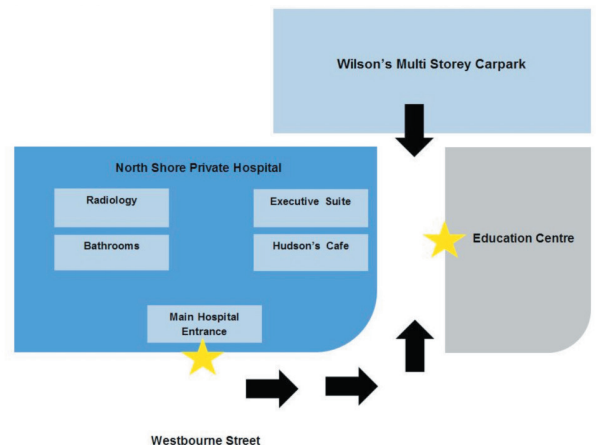 Wilson's Multi Storey Carpark
North Shore Private Hospital
Radiology
Executive Suite
Bathrooms
Hudson's Cafe
Education Centre
Main Hospital
Entrance
Westbourne Street